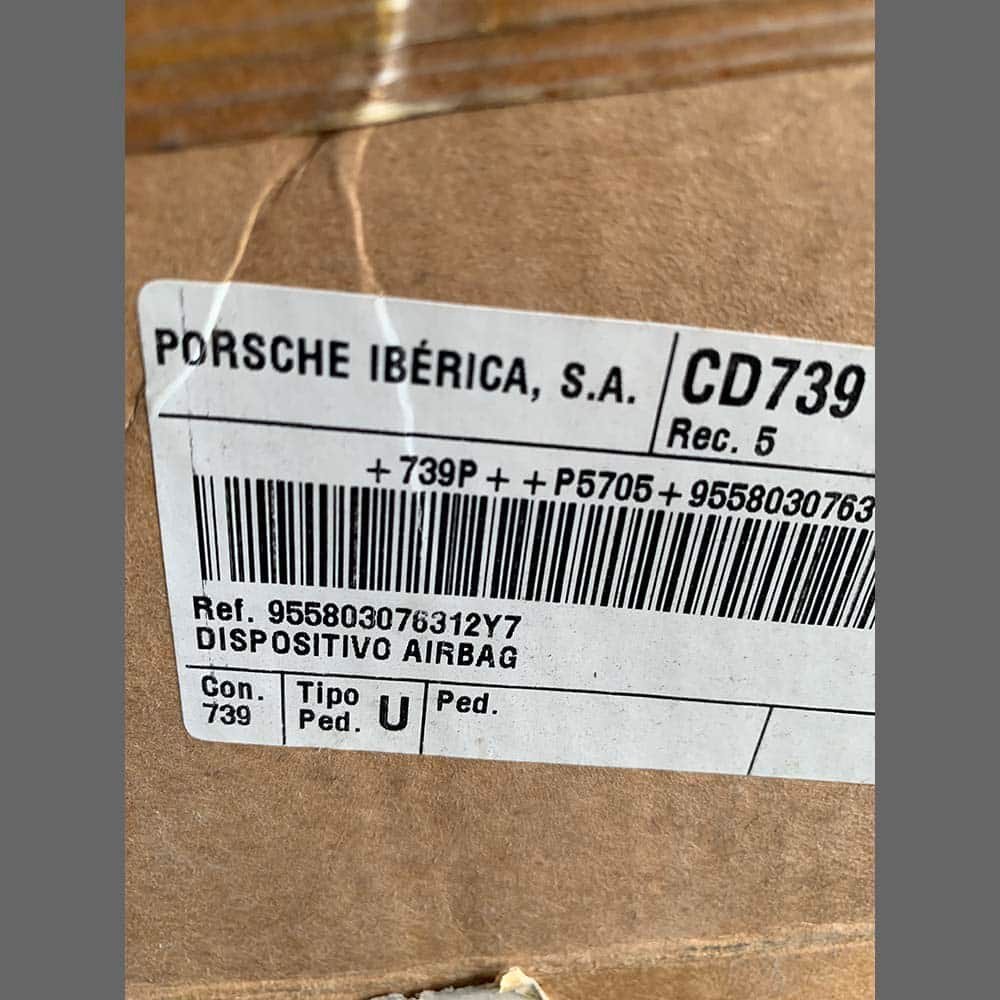 PORSCHE IBÉRICA, S.A.
CD739
Rec. 5
+739P++P5705+9558030763
Ref. 955803076312Y7
DISPOSITIVO AIRBAG
Con.
739
Tipo
Ped. U
Ped.